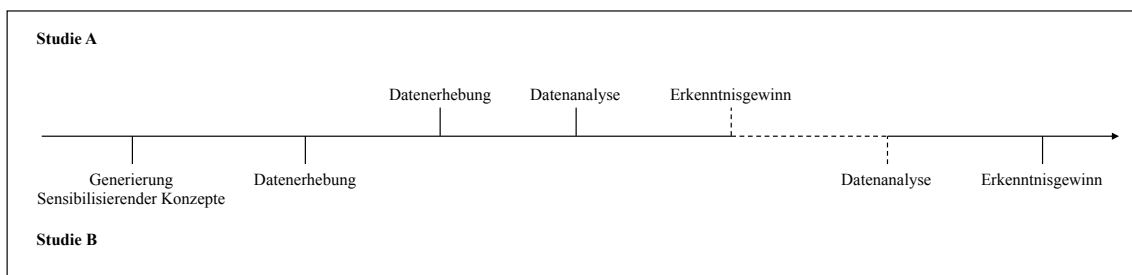 Studie A
Datenerhebung
Datenanalyse
Erkenntnisgewinn
Generierung
Sensibilisierender Konzepte
Datenerhebung
Datenanalyse
Erkenntnisgewinn
Studie B